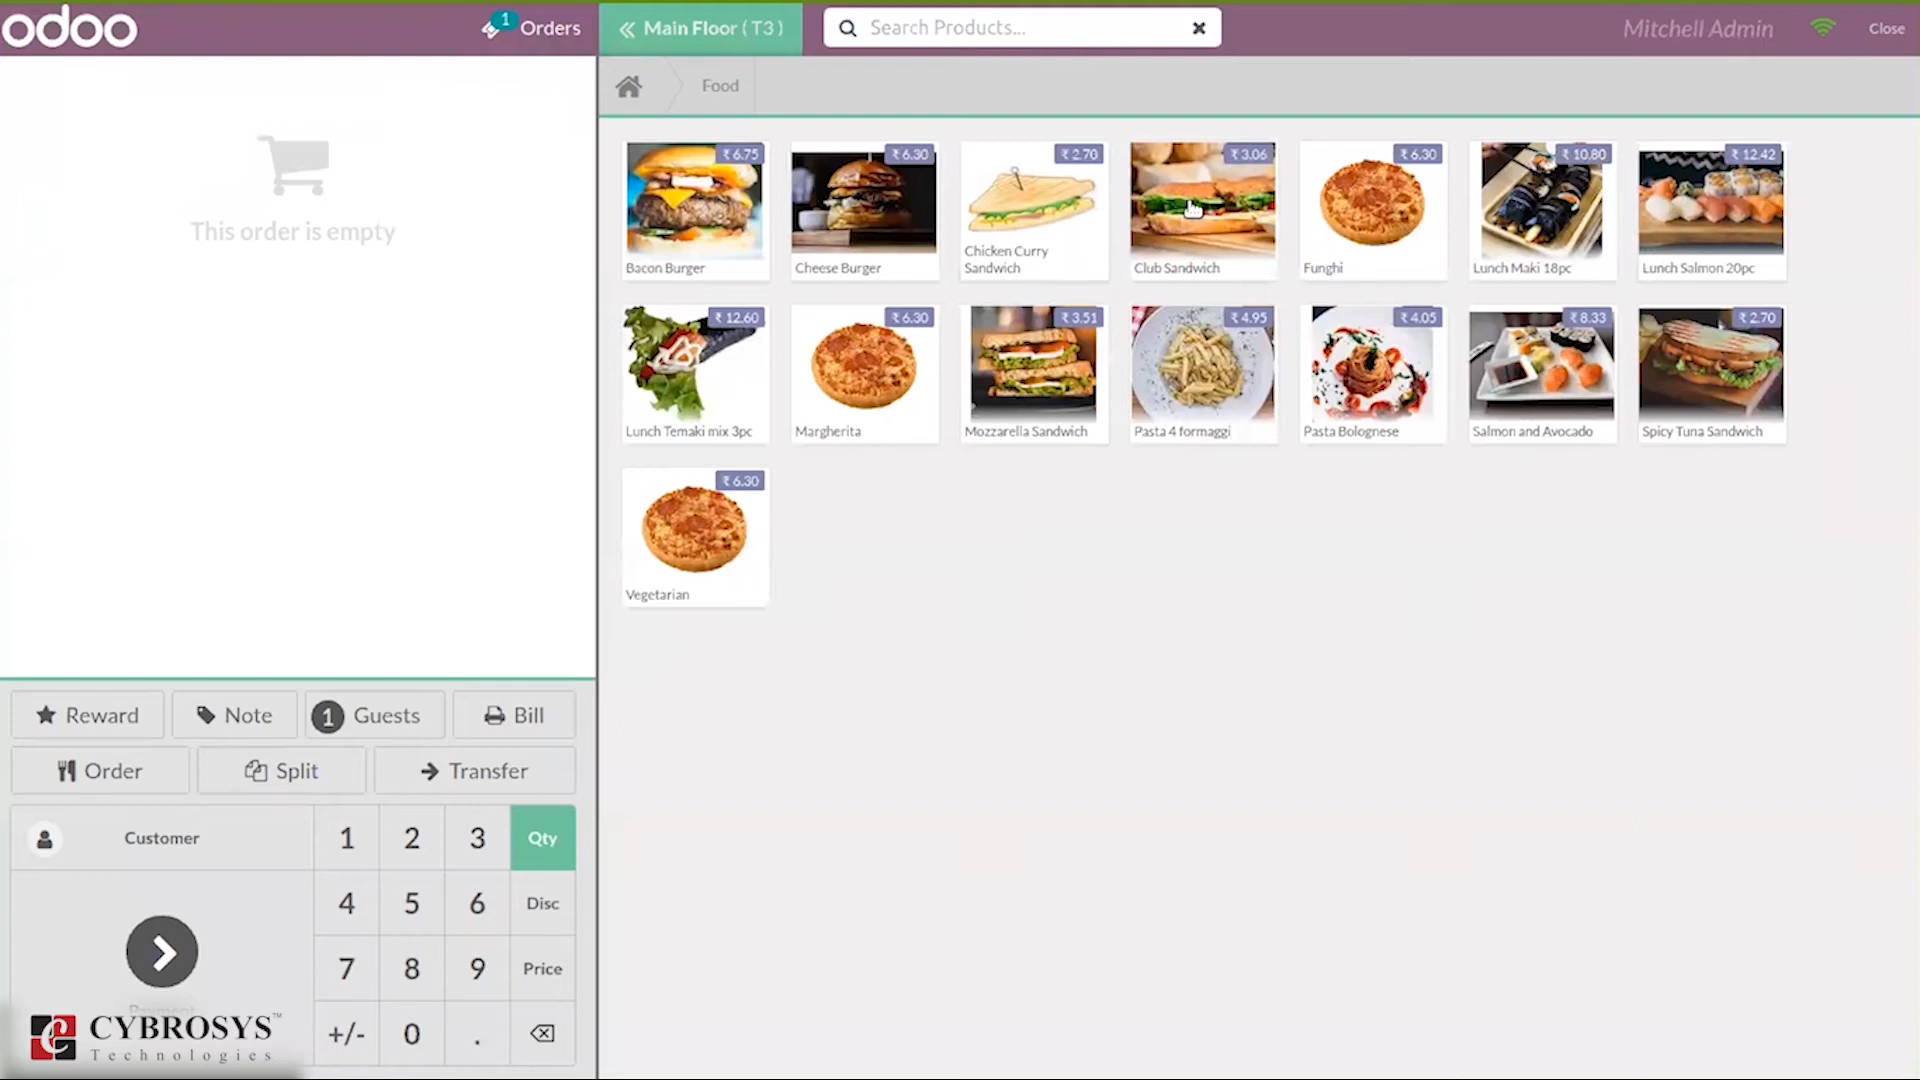 odoo
1 Orders
Main Floor ( T3 )
Search Products...
Mitchell Admin
Close
Food
This order is empty
₹ 6.75
Bacon Burger
₹ 6.30
Cheese Burger
₹ 2.70
Chicken Curry
Sandwich
₹ 3.06
Club Sandwich
₹ 6.30
Funghi
₹ 10.80
Lunch Maki 18pc
₹ 12.42
Lunch Salmon 20pc
₹ 12.60
Lunch Temaki mix 3pc
₹ 6.30
Margherita
₹ 3.51
Mozzarella Sandwich
₹ 4.95
Pasta 4 formaggi
₹ 4.05
Pasta Bolognese
₹ 8.33
Salmon and Avocado
₹ 2.70
Spicy Tuna Sandwich
₹ 6.30
Vegetarian
Reward
Note
1 Guests
Bill
Order
Split
Transfer
Customer
1 2 3 Qty
4 5 6 Disc
7 8 9 Price
+/- 0 .
Payment
CYBROSYS™
Technologies